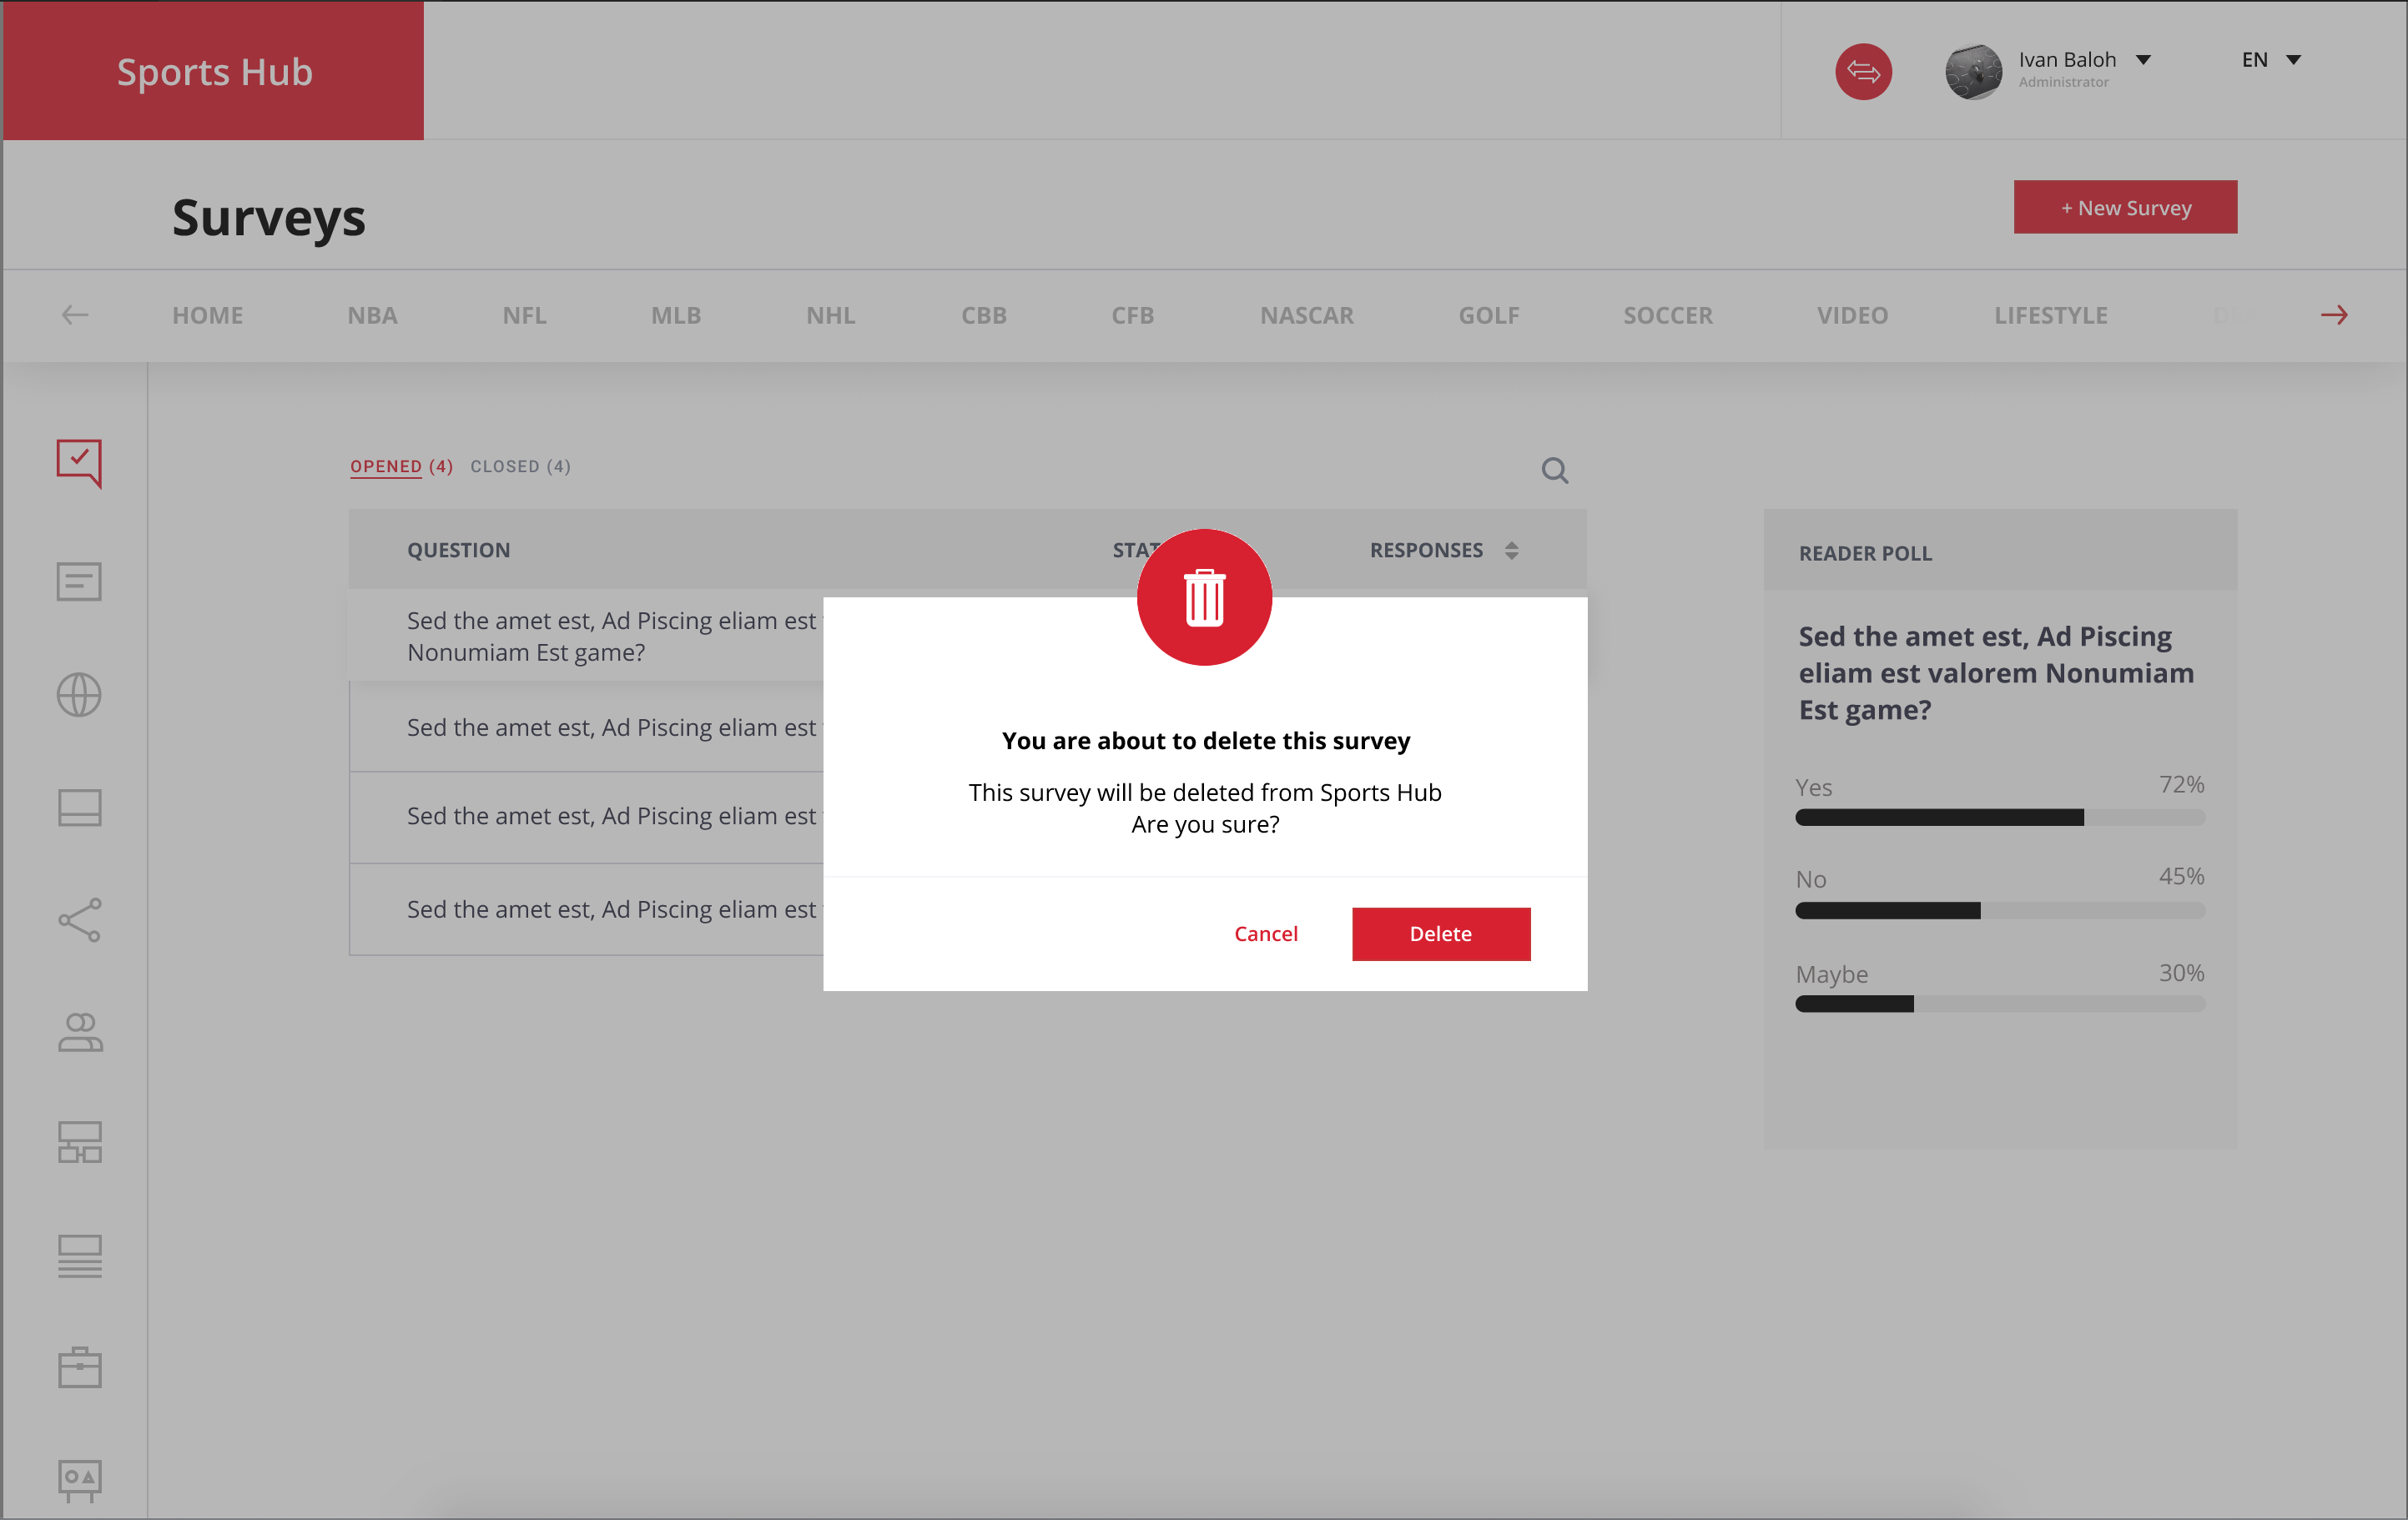 Sports Hub
Ivan Baloh
Administrator
EN
Surveys
+ New Survey
HOME NBA NFL MLB NHL CBB CFB NASCAR GOLF SOCCER VIDEO LIFESTYLE
OPENED (4) CLOSED (4)
QUESTION RESPONSES
Sed the amet est, Ad Piscing eliam est
Nonumiam Est game?
Sed the amet est, Ad Piscing eliam est
Sed the amet est, Ad Piscing eliam est
Sed the amet est, Ad Piscing eliam est
You are about to delete this survey
This survey will be deleted from Sports Hub
Are you sure?
Cancel Delete
READER POLL
Sed the amet est, Ad Piscing
eliam est valorem Nonumiam
Est game?
Yes 72%
No 45%
Maybe 30%